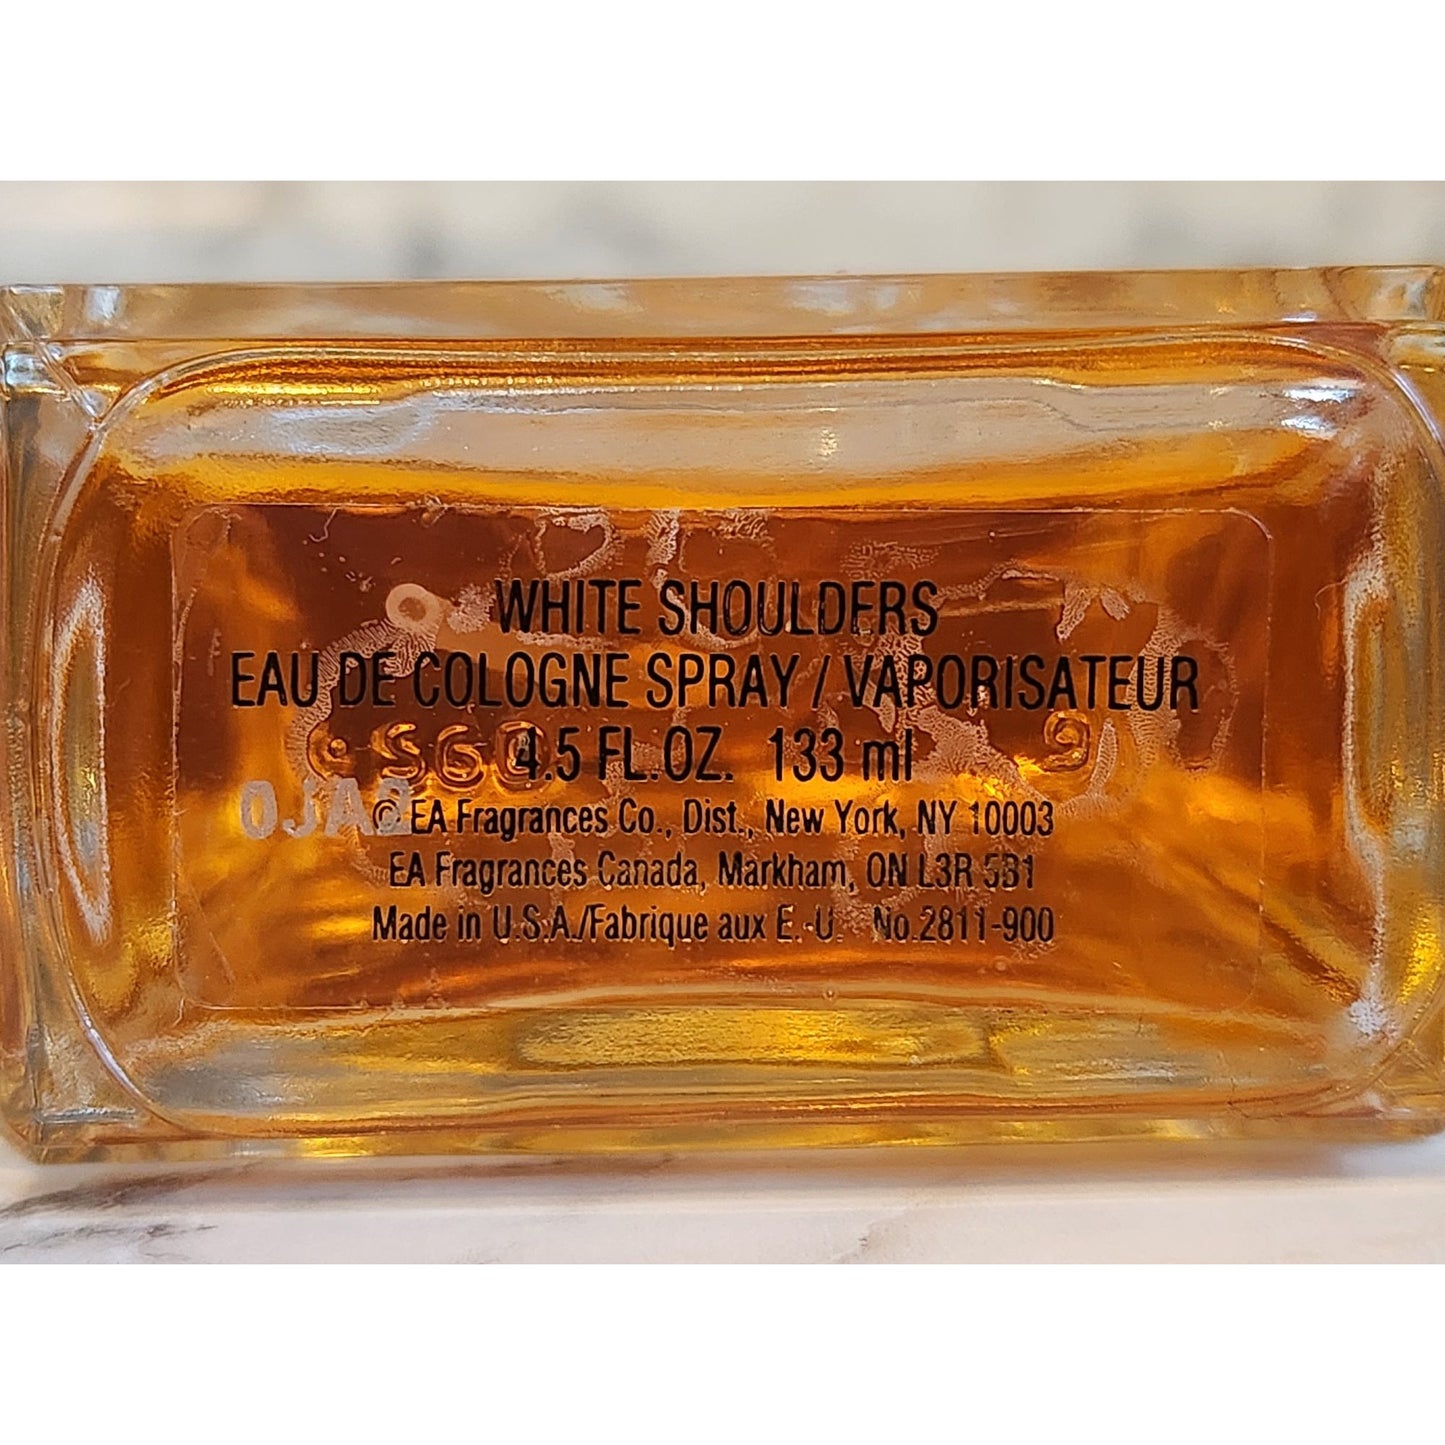 WHITE SHOULDERS
EAU DE COLOGNE SPRAY / VAPORISATEUR
4.5 FL.OZ. 133 ml
0JA2
© EA Fragrances Co., Dist., New York, NY 10003
EA Fragrances Canada, Markham, ON L3R 5B1
Made in U.S.A./Fabrique aux E.-U. No.2811-900